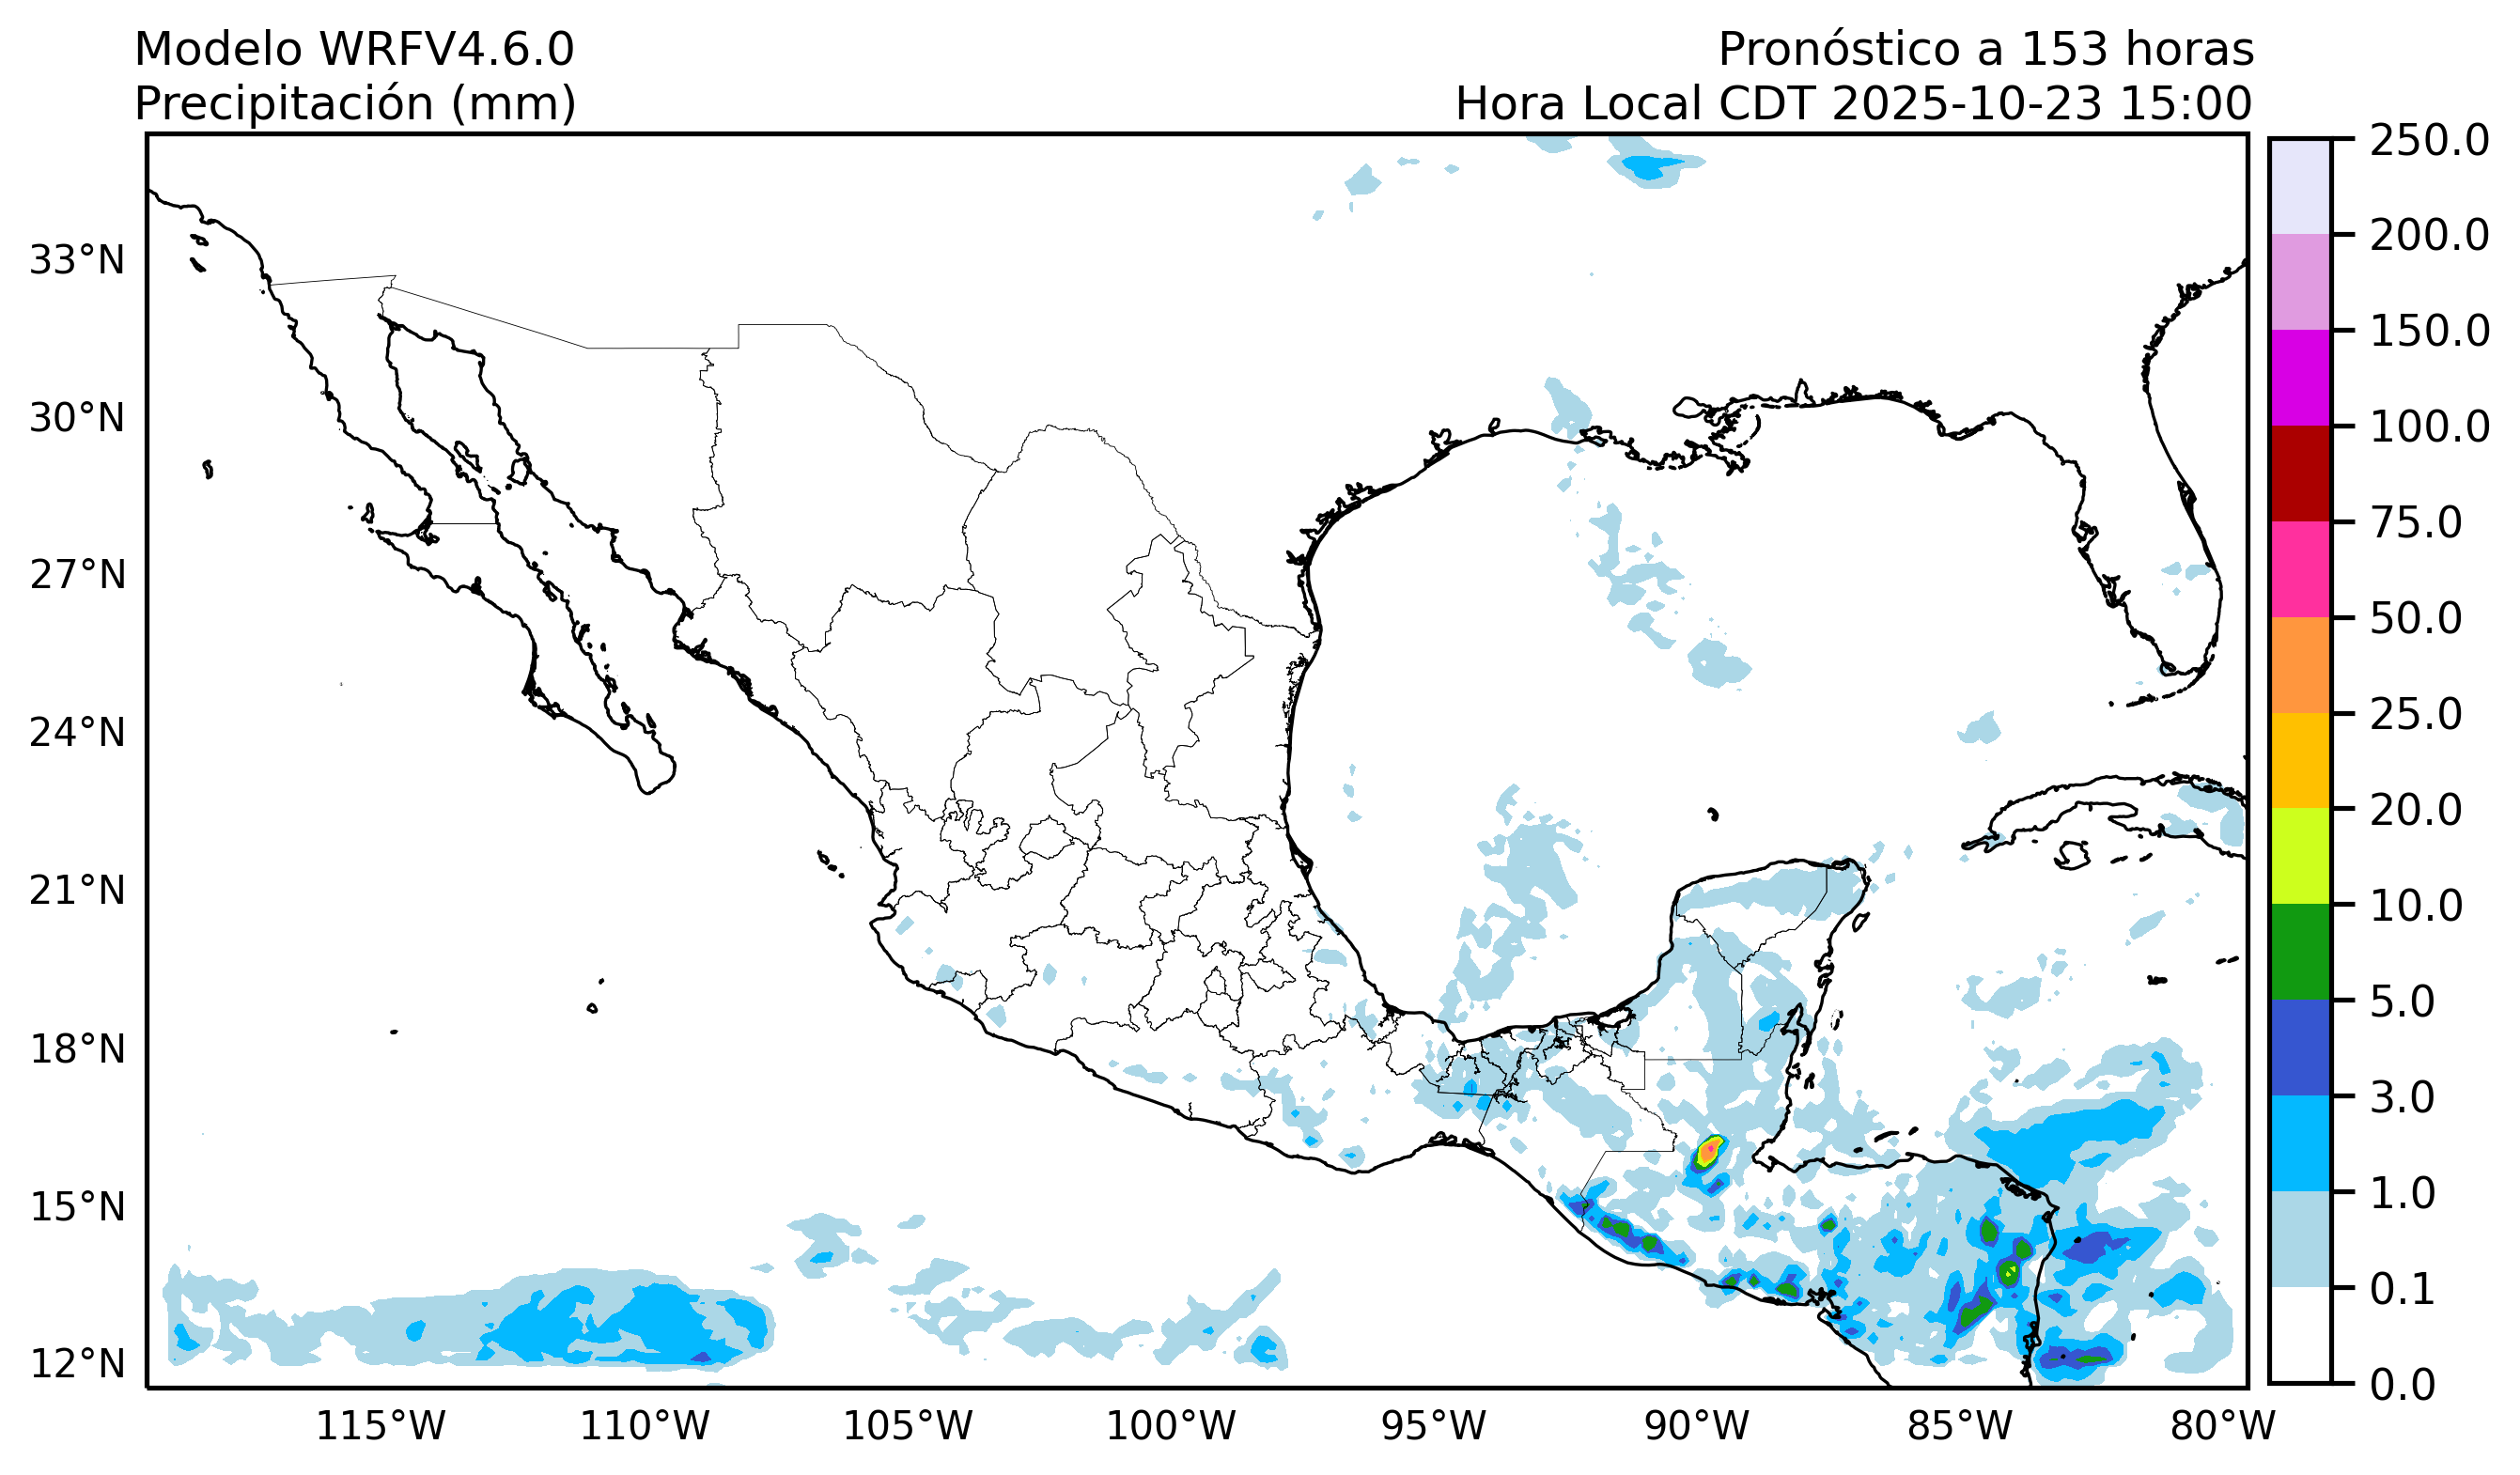 Modelo WRFV4.6.0
Precipitación (mm)
Pronóstico a 153 horas
Hora Local CDT 2025-10-23 15:00
33°N
30°N
27°N
24°N
21°N
18°N
15°N
12°N
115°W
110°W
105°W
100°W
95°W
90°W
85°W
80°W
250.0
200.0
150.0
100.0
75.0
50.0
25.0
20.0
10.0
5.0
3.0
1.0
0.1
0.0